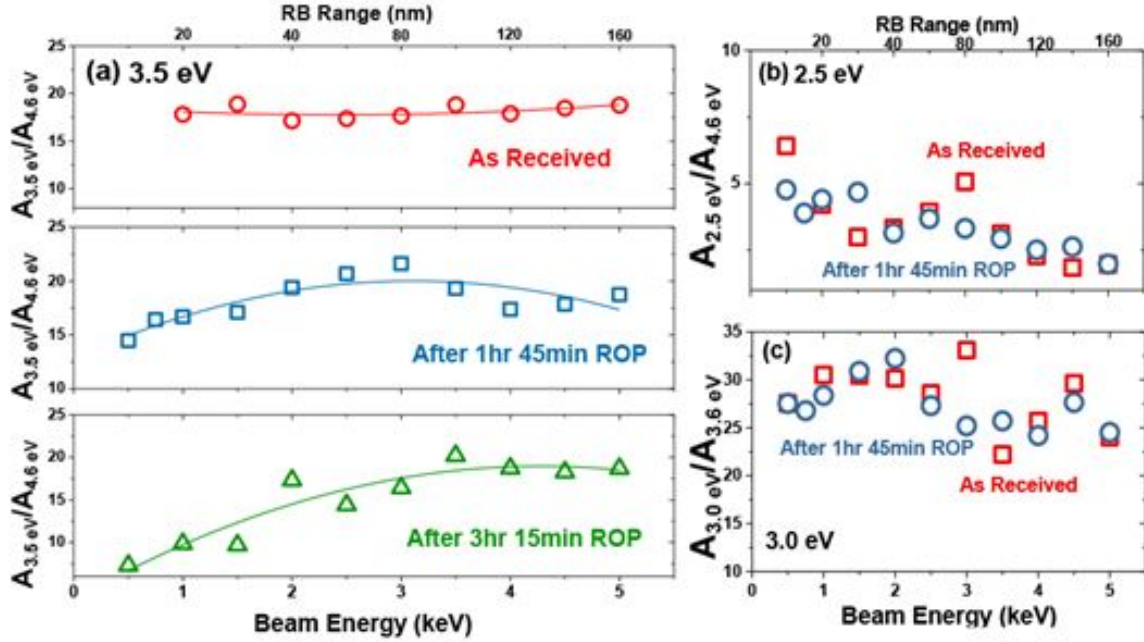 RB Range (nm)
20 40 80 120 160
(a) 3.5 eV
25
20
15
10
A3.5 eV/A4.6 eV
As Received
25
20
15
10
A3.5 eV/A4.6 eV
After 1hr 45min ROP
25
20
15
10
A3.5 eV/A4.6 eV
After 3hr 15min ROP
0 1 2 3 4 5
Beam Energy (keV)
RB Range (nm)
20 40 80 120 160
(b) 2.5 eV
10
5
A2.5 eV/A4.6 eV
As Received
After 1hr 45min ROP
(c)
35
30
25
20
15
10
A3.0 eV/A3.6 eV
After 1hr 45min ROP
As Received
3.0 eV
0 1 2 3 4 5
Beam Energy (keV)